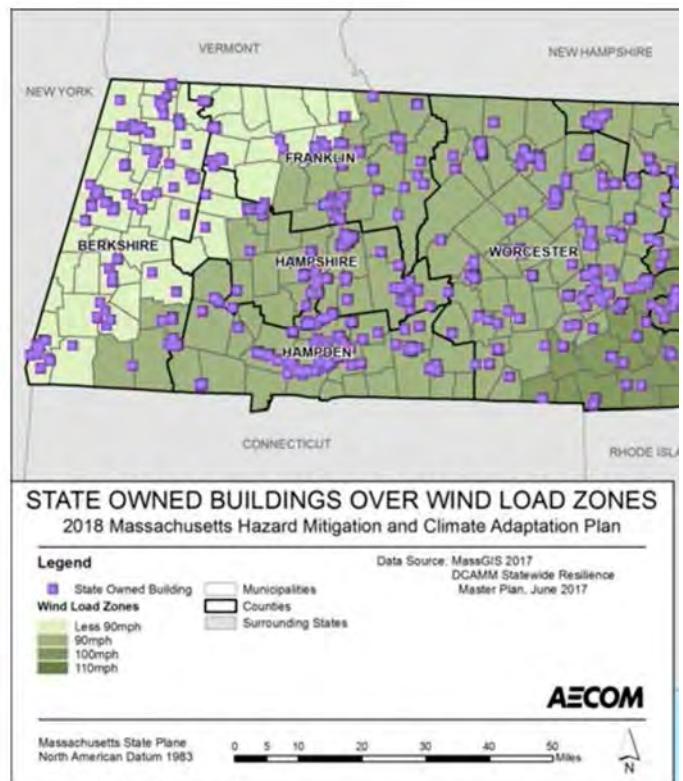 VERMONT
NEW HAMPSHIRE
NEW YORK
FRANKLIN
BERKSHIRE
HAMPSHIRE
WORCESTER
HAMPDEN
CONNECTICUT
RHODE ISLA
STATE OWNED BUILDINGS OVER WIND LOAD ZONES
2018 Massachusetts Hazard Mitigation and Climate Adaptation Plan
Legend
State Owned Building
Wind Load Zones
Less 90mph
90mph
100mph
110mph
Municipalities
Counties
Surrounding States
Data Source: MassGIS 2017
DCAMM Statewide Resilience
Master Plan, June 2017
AECOM
Massachusetts State Plane
North American Datum 1983
0 5 10 20 30 40 50
Miles
N